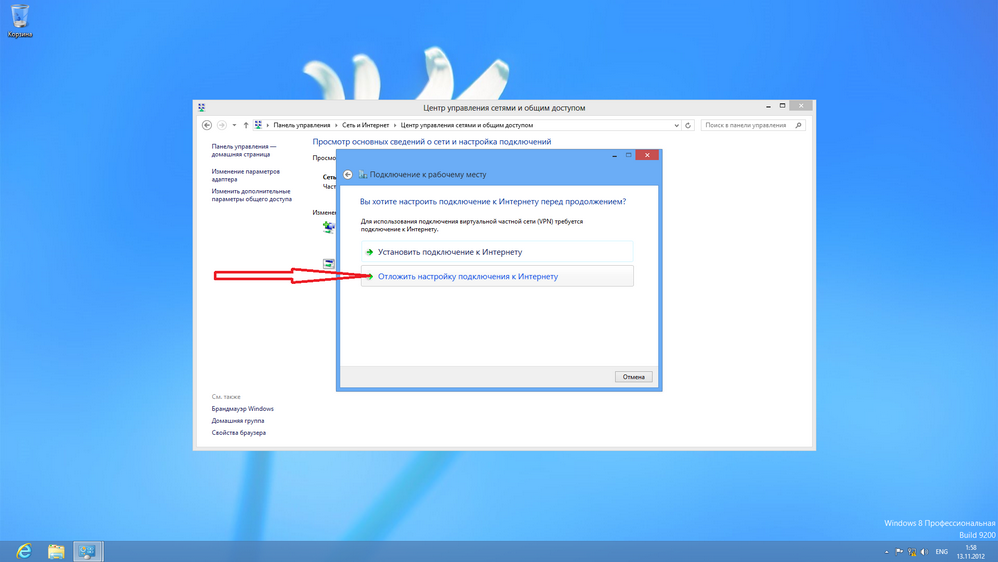 Корзина
Центр управления сетями и общим доступом
Панель управления
Сеть и Интернет
Центр управления сетями и общим доступом
Поиск в панели управления
Панель управления —
домашняя страница
Изменение параметров
адаптера
Изменить дополнительные
параметры общего доступа
Просмотр основных сведений о сети и настройка подключений
Просмо
Сеть
Част
Изменен
Подключение к рабочему месту
Вы хотите настроить подключение к Интернету перед продолжением?
Для использования подключения виртуальной частной сети (VPN) требуется
подключение к Интернету.
Установить подключение к Интернету
Отложить настройку подключения к Интернету
Отмена
См. также
Брандмауэр Windows
Домашняя группа
Свойства браузера
Windows 8 Профессиональная
Build 9200
ENG
1:58
13.11.2012